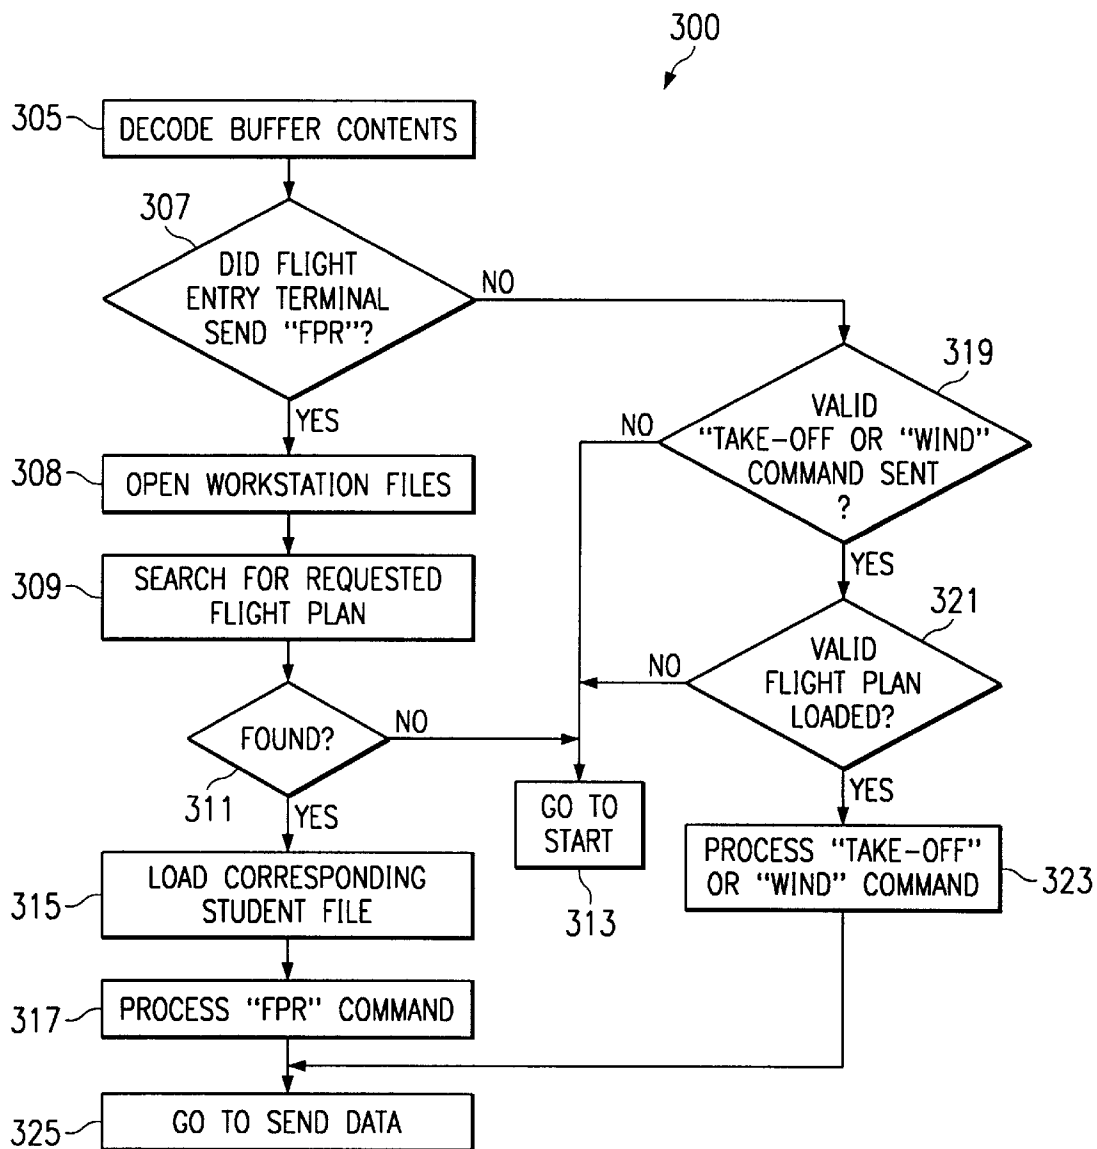 300
305
DECODE BUFFER CONTENTS
307
DID FLIGHT
ENTRY TERMINAL
SEND "FPR"?
NO
YES
319
VALID
"TAKE-OFF OR "WIND"
COMMAND SENT
?
NO
YES
308
OPEN WORKSTATION FILES
309
SEARCH FOR REQUESTED
FLIGHT PLAN
321
VALID
FLIGHT PLAN
LOADED?
NO
YES
FOUND?
NO
311
YES
GO TO
START
313
PROCESS "TAKE-OFF"
OR "WIND" COMMAND
323
315
LOAD CORRESPONDING
STUDENT FILE
317
PROCESS "FPR" COMMAND
325
GO TO SEND DATA